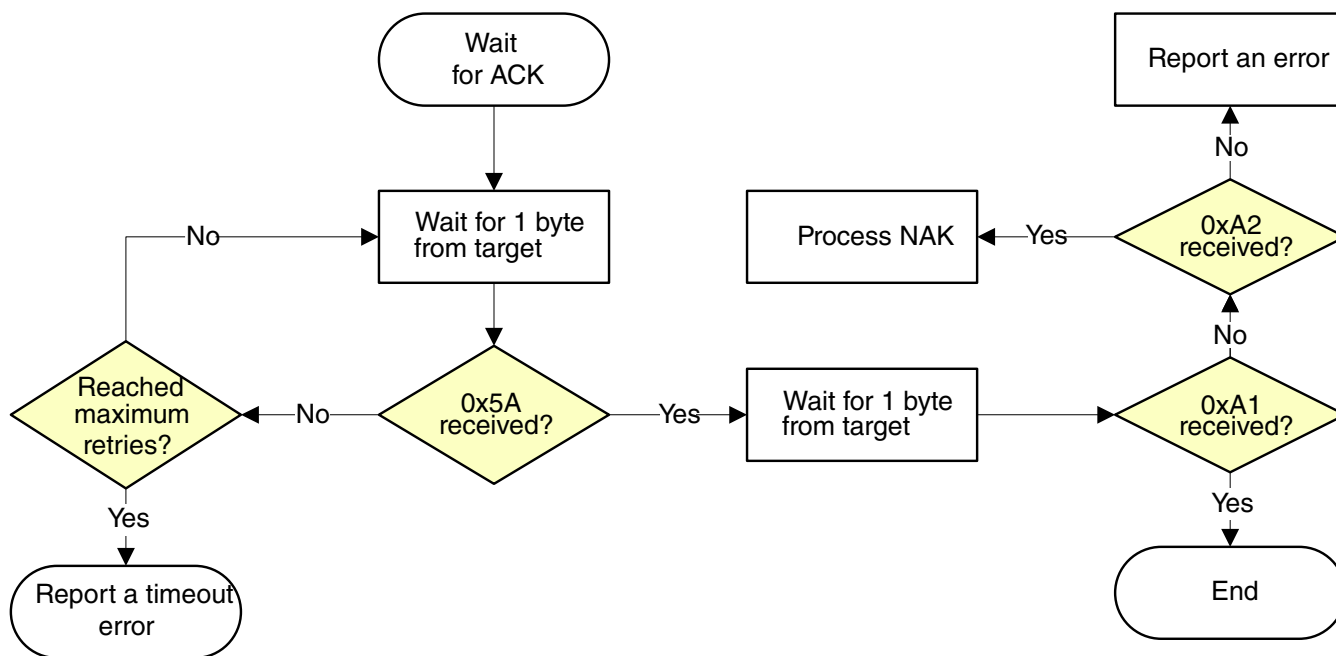 Wait
for ACK
Report an error
No
No
Wait for 1 byte
from target
Process NAK
Yes
0xA2
received?
No
Reached
maximum
retries?
No
0x5A
received?
Yes
Wait for 1 byte
from target
0xA1
received?
Yes
Yes
Report a timeout
error
End